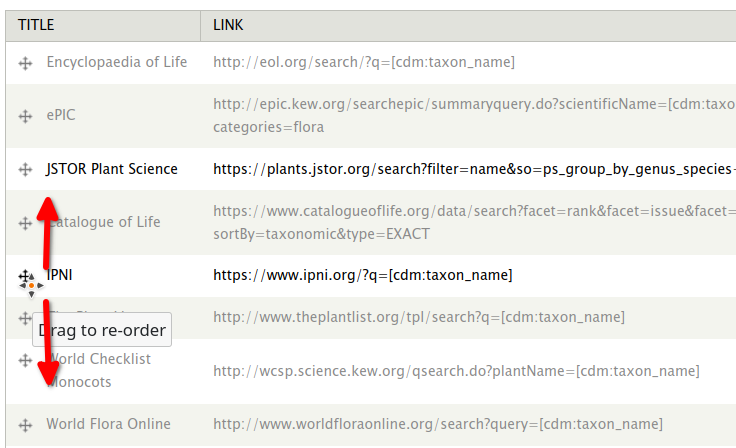 TITLE LINK
Encyclopaedia of Life http://eol.org/search/?q=[cdm:taxon_name]
http://epic.kew.org/searchepic/summaryquery.do?scientificName=[cdm:taxo
ePIC
categories=flora
JSTOR Plant Science https://plants.jstor.org/search?filter=name&so=ps_group_by_genus_species-
https://www.catalogueoflife.org/data/search?facet=rank&facet=issue&facet=
Catalogue of Life
sortBy=taxonomic&type=EXACT
IPNI https://www.ipni.org/?q=[cdm:taxon_name]
http://www.theplantlist.org/tpl/search?q=[cdm:taxon_name]
Drag to re-order
World Checklist
http://wcsp.science.kew.org/qsearch.do?plantName=[cdm:taxon_name]
Monocots
World Flora Online http://www.worldfloraonline.org/search?query=[cdm:taxon_name]